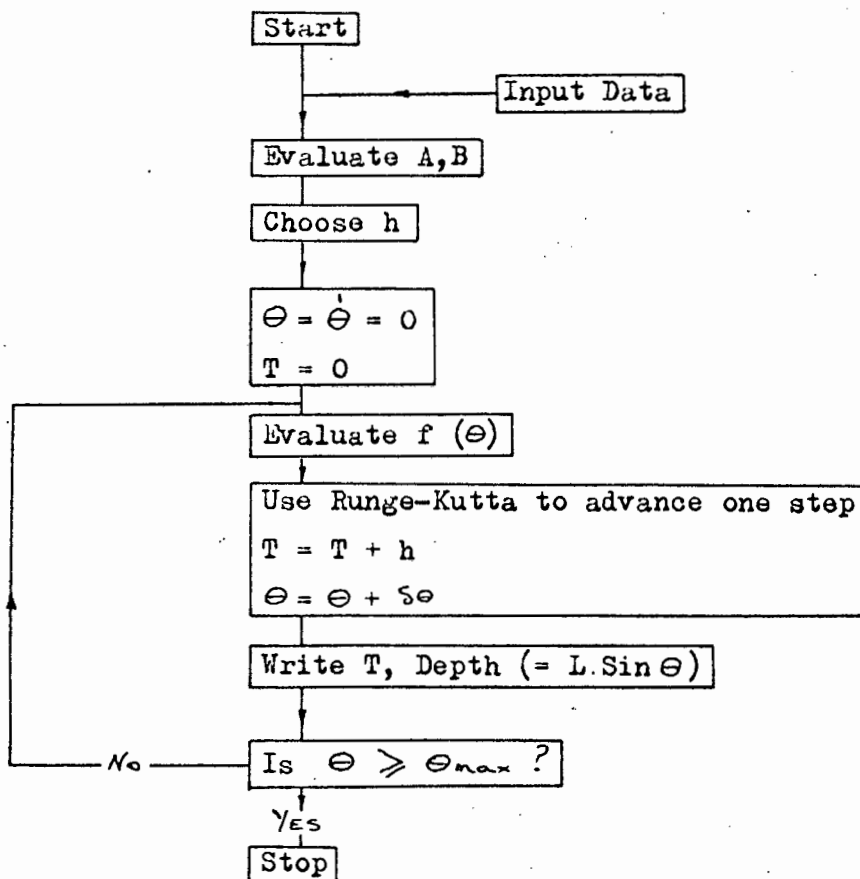 Start
Input Data
Evaluate A,B
Choose h
Θ = Θ̇ = 0
T = 0
Evaluate f (Θ)
Use Runge-Kutta to advance one step
T = T + h
Θ = Θ + δΘ
Write T, Depth (= L.Sin Θ)
Is Θ ⩾ Θmax ?
No
YES
Stop